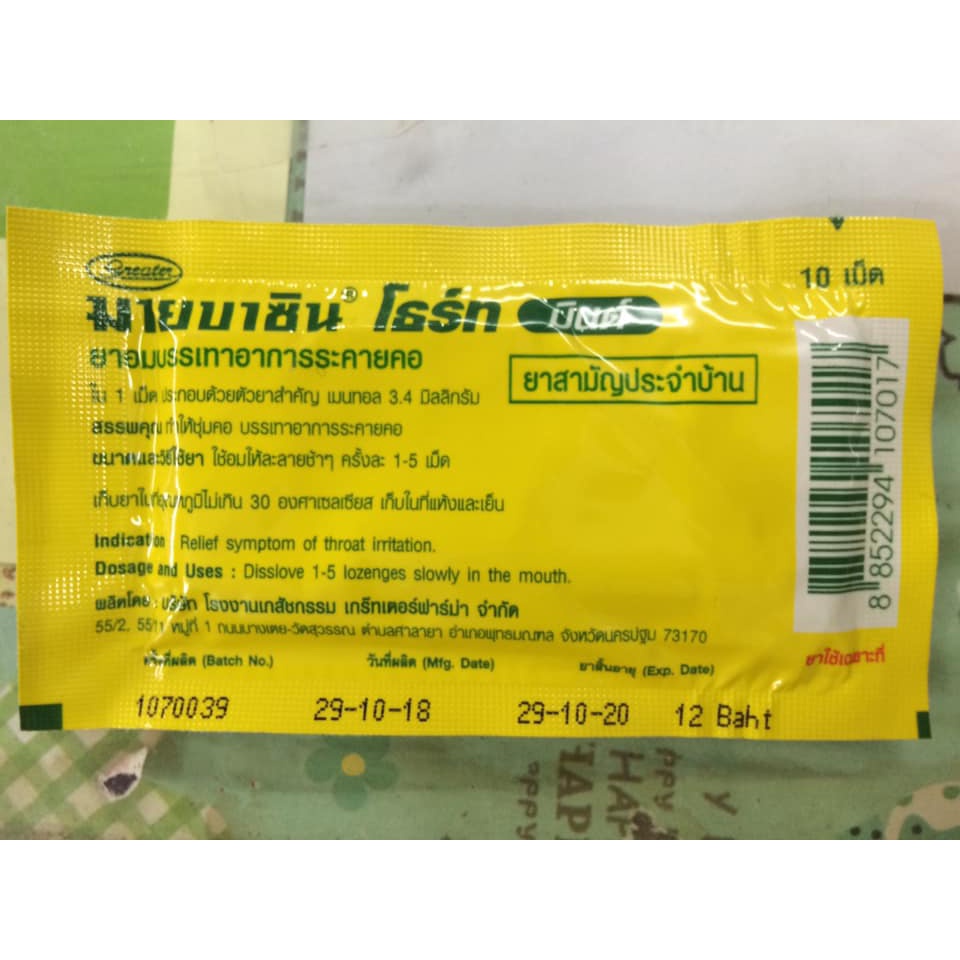 Greater
มายบาซิน® โธร์ท มินต์
10 เม็ด
ยาอมบรรเทาอาการระคายคอ
ยาสามัญประจำบ้าน
ใน 1 เม็ด ประกอบด้วยตัวยาสำคัญ เมนทอล 3.4 มิลลิกรัม
สรรพคุณ ทำให้ชุ่มคอ บรรเทาอาการระคายคอ
ขนาดและวิธีใช้ยา ใช้อมให้ละลายช้าๆ ครั้งละ 1-5 เม็ด
เก็บยาในอุณหภูมิไม่เกิน 30 องศาเซลเซียส เก็บในที่แห้งและเย็น
Indication Relief symptom of throat irritation.
Dosage and Uses : Disslove 1-5 lozenges slowly in the mouth.
ผลิตโดย : บริษัท โรงงานเภสัชกรรม เกร๊ทเตอร์ฟาร์ม่า จำกัด
55/2, 55/1 หมู่ที่ 1 ถนนบางเตย-วัดสุวรรณ ตำบลศาลายา อำเภอพุทธมณฑล จังหวัดนครปฐม 73170
ครั้งที่ผลิต (Batch No.) วันที่ผลิต (Mfg. Date) ยาสิ้นอายุ (Exp. Date)
ยาใช้เฉพาะที่
1070039 29-10-18 29-10-20 12 Baht
8 852294 107017